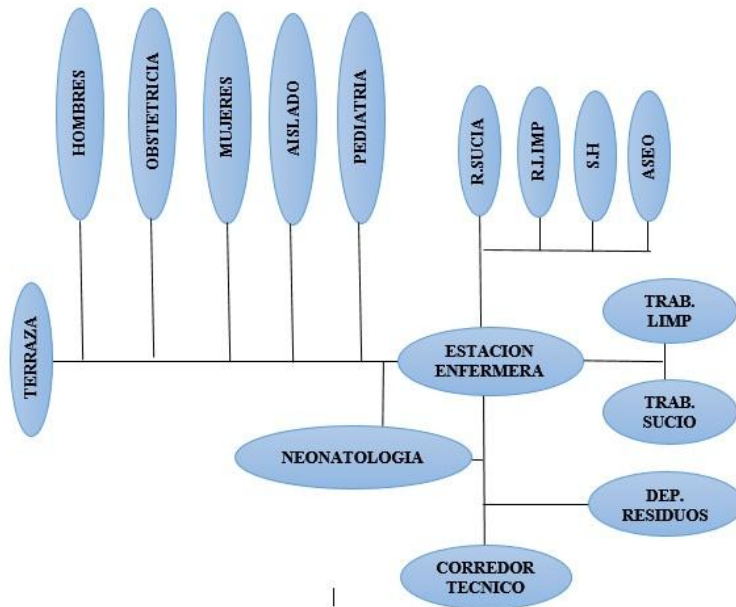 HOMBRES
OBSTETRICIA
MUJERES
AISLADO
PEDIATRIA
R.SUCIA
R.LIMP
S.H
ASEO
TERRAZA
ESTACION
ENFERMERA
TRAB.
LIMP
TRAB.
SUCIO
NEONATOLOGIA
DEP.
RESIDUOS
CORREDOR
TECNICO